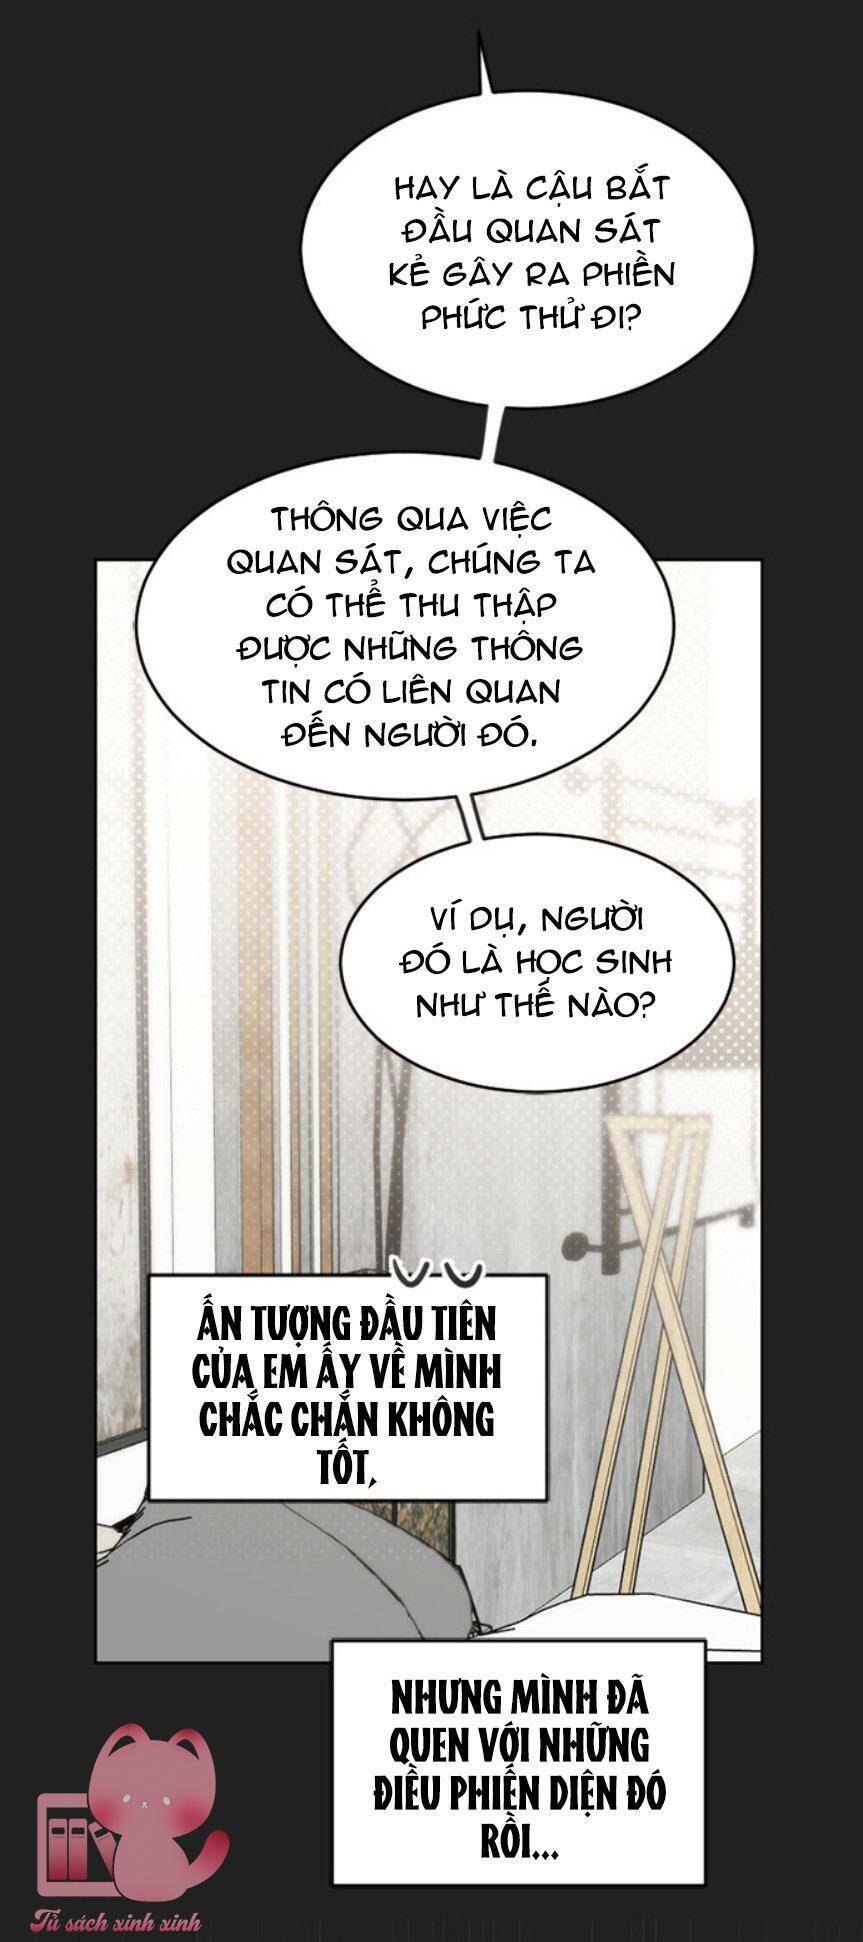 HAY LÀ CẬU BẮT
ĐẦU QUAN SÁT
KẺ GÂY RA PHIỀN
PHỨC THỬ ĐI?
THÔNG QUA VIỆC
QUAN SÁT, CHÚNG TA
CÓ THỂ THU THẬP
ĐƯỢC NHỮNG THÔNG
TIN CÓ LIÊN QUAN
ĐẾN NGƯỜI ĐÓ.
VÍ DỤ, NGƯỜI
ĐÓ LÀ HỌC SINH
NHƯ THẾ NÀO?
ẤN TƯỢNG ĐẦU TIÊN
CỦA EM ẤY VỀ MÌNH
CHẮC CHẮN KHÔNG
TỐT,
NHƯNG MÌNH ĐÃ
QUEN VỚI NHỮNG
ĐIỀU PHIẾN DIỆN ĐÓ
RỒI...
Tủ sách xinh xinh